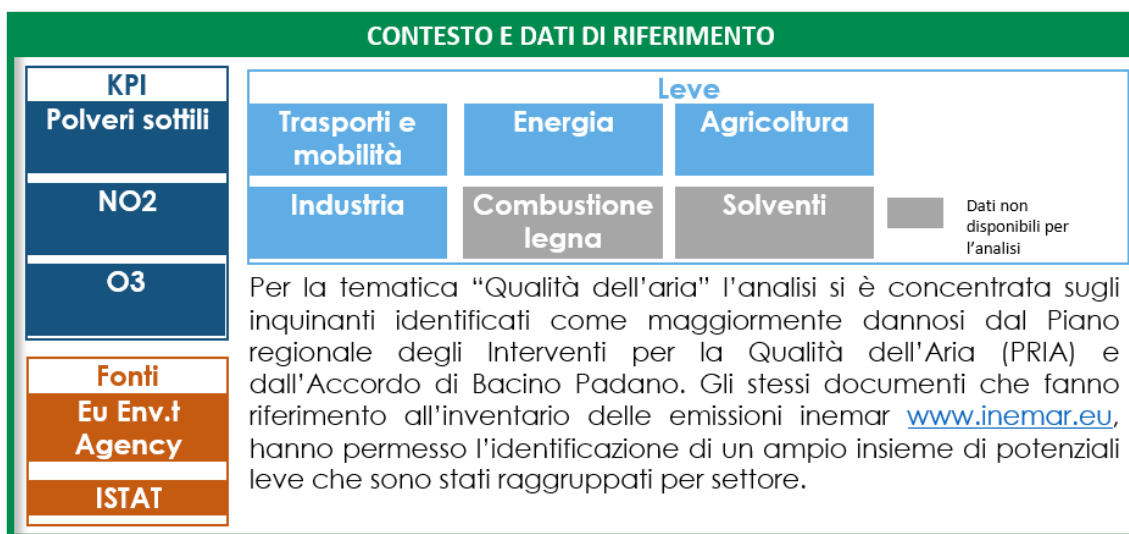 CONTESTO E DATI DI RIFERIMENTO
KPI
Polveri sottili
NO2
O3
Fonti
Eu Env.t
Agency
ISTAT
Leve
Trasporti e
mobilità
Energia
Agricoltura
Industria
Combustione
legna
Solventi
Dati non
disponibili per
l'analisi
Per la tematica “Qualità dell'aria” l'analisi si è concentrata sugli
inquinanti identificati come maggiormente dannosi dal Piano
regionale degli Interventi per la Qualità dell'Aria (PRIA) e
dall'Accordo di Bacino Padano. Gli stessi documenti che fanno
riferimento all'inventario delle emissioni inemar www.inemar.eu,
hanno permesso l'identificazione di un ampio insieme di potenziali
leve che sono stati raggruppati per settore.